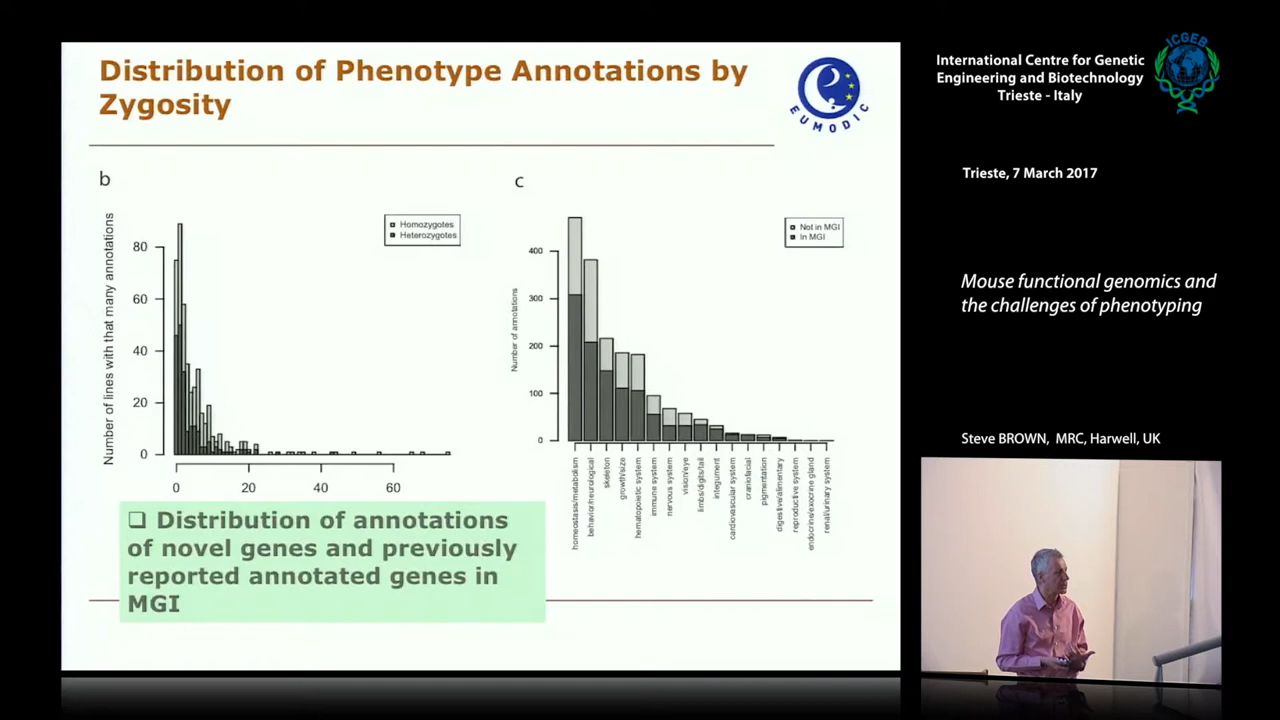 Distribution of Phenotype Annotations by
Zygosity
EUMODIC
b
Number of lines with that many annotations
80
60
40
20
0
0
20
40
60
Homozygotes
Heterozygotes
c
Number of annotations
400
300
200
100
0
Not in MGI
In MGI
homeostasis/metabolism
behavior/neurological
skeleton
growth/size
hematopoietic system
immune system
nervous system
vision/eye
limbs/digits/tail
integument
cardiovascular system
craniofacial
pigmentation
digestive/alimentary
reproductive system
endocrine/exocrine gland
renal/urinary system
❑ Distribution of annotations
of novel genes and previously
reported annotated genes in
MGI
International Centre for Genetic
Engineering and Biotechnology
Trieste - Italy
ICGEB
Trieste, 7 March 2017
Mouse functional genomics and
the challenges of phenotyping
Steve BROWN, MRC, Harwell, UK